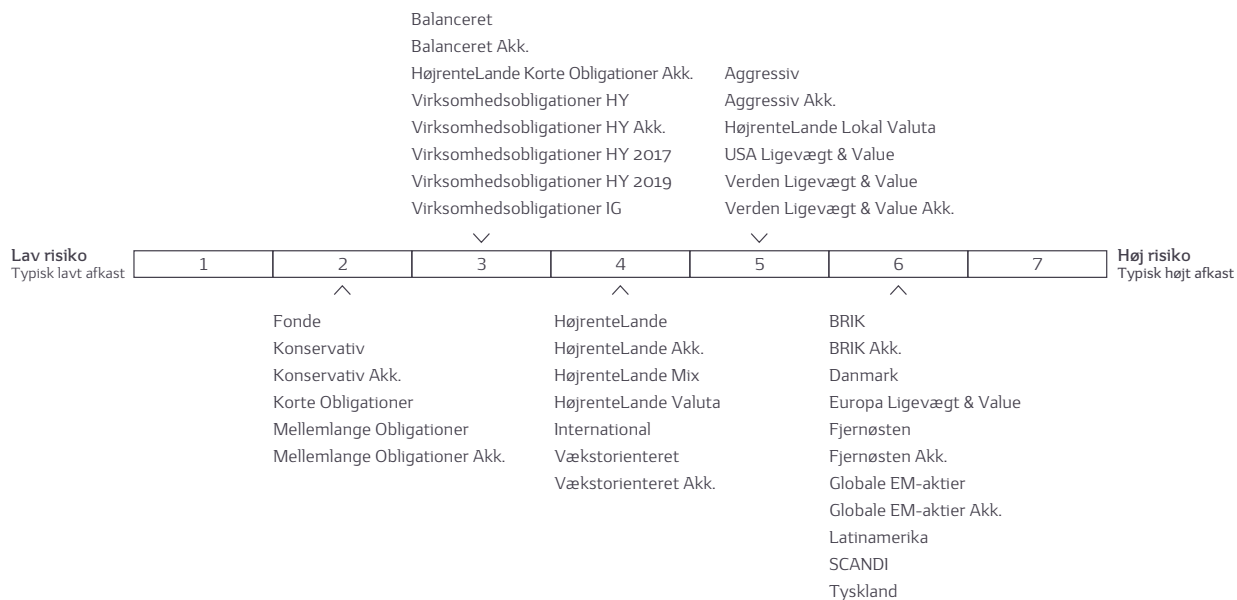 Balanceret
Balanceret Akk.
HøjrenteLande Korte Obligationer Akk.
Virksomhedsobligationer HY
Virksomhedsobligationer HY Akk.
Virksomhedsobligationer HY 2017
Virksomhedsobligationer HY 2019
Virksomhedsobligationer IG
Aggressiv
Aggressiv Akk.
HøjrenteLande Lokal Valuta
USA Ligevægt & Value
Verden Ligevægt & Value
Verden Ligevægt & Value Akk.
Lav risiko
Typisk lavt afkast
1 2 3 4 5 6 7
Høj risiko
Typisk højt afkast
Fonde
Konservativ
Konservativ Akk.
Korte Obligationer
Mellemlange Obligationer
Mellemlange Obligationer Akk.
HøjrenteLande
HøjrenteLande Akk.
HøjrenteLande Mix
HøjrenteLande Valuta
International
Vækstorienteret
Vækstorienteret Akk.
BRIK
BRIK Akk.
Danmark
Europa Ligevægt & Value
Fjernøsten
Fjernøsten Akk.
Globale EM-aktier
Globale EM-aktier Akk.
Latinamerika
SCANDI
Tyskland